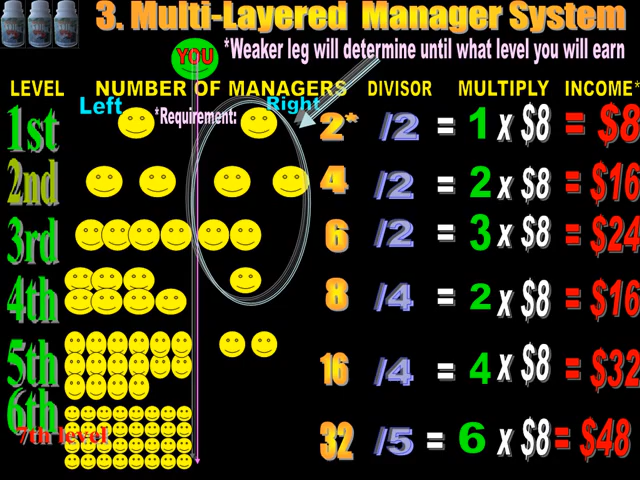 3. Multi-Layered Manager System
YOU
*Weaker leg will determine until what level you will earn
LEVEL NUMBER OF MANAGERS DIVISOR MULTIPLY INCOME*
Left Right
*Requirement:
1st 2* /2 = 1 x $8 = $8
2nd 4 /2 = 2 x $8 = $16
3rd 6 /2 = 3 x $8 = $24
4th 8 /4 = 2 x $8 = $16
5th 16 /4 = 4 x $8 = $32
6th
7th level 32 /5 = 6 x $8 = $48